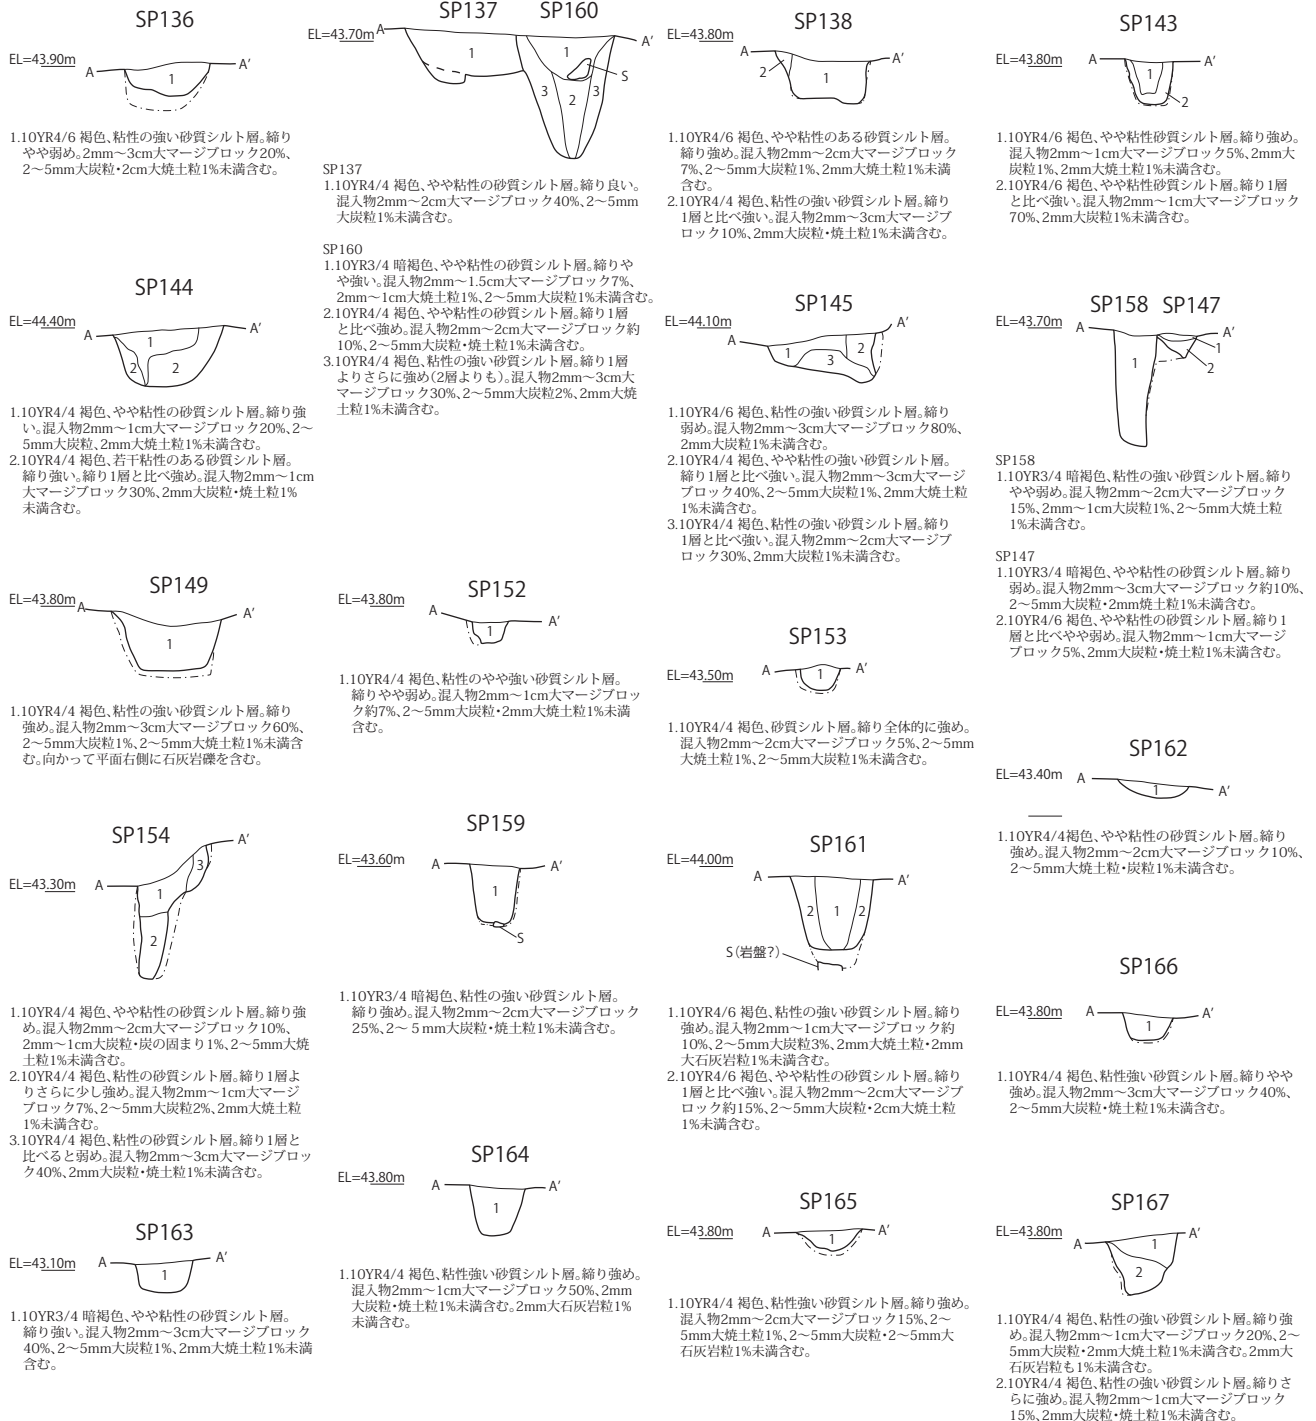 SP136
EL=43.90m
A
A′
1
1.10YR4/6 褐色、粘性の強い砂質シルト層。締り
やや弱め。2mm～3cm大マージブロック20%、
2～5mm大炭粒・2cm大焼土粒1%未満含む。
SP137
SP160
EL=43.70m
A
A′
1
1
S
3
2
3
SP137
1.10YR4/4 褐色、やや粘性の砂質シルト層。締り良い。
混入物2mm～2cm大マージブロック40%、2～5mm
大炭粒1%未満含む。
SP160
1.10YR3/4 暗褐色、やや粘性の砂質シルト層。締りや
や強い。混入物2mm～1.5cm大マージブロック7%、
2mm～1cm大焼土粒1%、2～5mm大炭粒1%未満含む。
2.10YR4/4 褐色、やや粘性の砂質シルト層。締り1層
と比べ強め。混入物2mm～2cm大マージブロック約
10%、2～5mm大炭粒・焼土粒1%未満含む。
3.10YR4/4 褐色、粘性の強い砂質シルト層。締り1層
よりさらに強め（2層よりも）。混入物2mm～3cm大
マージブロック30%、2～5mm大炭粒2%、2mm大焼
土粒1%未満含む。
SP138
EL=43.80m
A
A′
2
1
1.10YR4/6 褐色、やや粘性のある砂質シルト層。
締り強め。混入物2mm～2cm大マージブロック
7%、2～5mm大炭粒1%、2mm大焼土粒1%未満
含む。
2.10YR4/4 褐色、粘性の強い砂質シルト層。締り
1層と比べ強い。混入物2mm～3cm大マージブ
ロック10%、2mm大炭粒・焼土粒1%未満含む。
SP143
EL=43.80m
A
A′
1
2
1.10YR4/6 褐色、やや粘性砂質シルト層。締り強め。
混入物2mm～1cm大マージブロック5%、2mm大
炭粒1%、2mm大焼土粒1%未満含む。
2.10YR4/6 褐色、やや粘性砂質シルト層。締り1層
と比べ強い。混入物2mm～1cm大マージブロック
70%、2mm大炭粒1%未満含む。
SP144
EL=44.40m
A
A′
1
2
2
1.10YR4/4 褐色、やや粘性の砂質シルト層。締り強
い。混入物2mm～1cm大マージブロック20%、2～
5mm大炭粒、2mm大焼土粒1%未満含む。
2.10YR4/4 褐色、若干粘性のある砂質シルト層。
締り強い。締り1層と比べ強め。混入物2mm～1cm
大マージブロック30%、2mm大炭粒・焼土粒1%
未満含む。
SP145
EL=44.10m
A
A′
1
2
3
1.10YR4/6 褐色、粘性の強い砂質シルト層。締り
弱め。混入物2mm～3cm大マージブロック80%、
2mm大炭粒1%未満含む。
2.10YR4/4 褐色、やや粘性の強い砂質シルト層。
締り1層と比べ強い。混入物2mm～3cm大マージ
ブロック40%、2～5mm大炭粒1%、2mm大焼土粒
1%未満含む。
3.10YR4/4 褐色、粘性の強い砂質シルト層。締り
1層と比べ強い。混入物2mm～2cm大マージブ
ロック30%、2mm大炭粒1%未満含む。
SP158
SP147
EL=43.70m
A
A′
1
1
2
SP158
1.10YR3/4 暗褐色、粘性の強い砂質シルト層。締り
やや弱め。混入物2mm～2cm大マージブロック
15%、2mm～1cm大炭粒1%、2～5mm大焼土粒
1%未満含む。
SP147
1.10YR3/4 暗褐色、やや粘性の砂質シルト層。締り
弱め。混入物2mm～3cm大マージブロック約10%、
2～5mm大炭粒・2mm焼土粒1%未満含む。
2.10YR4/6 褐色、やや粘性の砂質シルト層。締り1
層と比べやや弱め。混入物2mm～1cm大マージ
ブロック5%、2mm大炭粒・焼土粒1%未満含む。
SP149
EL=43.80m
A
A′
1
1.10YR4/4 褐色、粘性の強い砂質シルト層。締り
強め。混入物2mm～3cm大マージブロック60%、
2～5mm大炭粒1%、2～5mm大焼土粒1%未満含
む。向かって平面右側に石灰岩礫を含む。
SP152
EL=43.80m
A
A′
1
1.10YR4/4 褐色、粘性のやや強い砂質シルト層。
締りやや弱め。混入物2mm～1cm大マージブロッ
ク約7%、2～5mm大炭粒・2mm大焼土粒1%未満
含む。
SP153
EL=43.50m
A
A′
1
1.10YR4/4 褐色、砂質シルト層。締り全体的に強め。
混入物2mm～2cm大マージブロック5%、2～5mm
大焼土粒1%、2～5mm大炭粒1%未満含む。
SP162
EL=43.40m
A
A′
1
1.10YR4/4褐色、やや粘性の砂質シルト層。締り
強め。混入物2mm～2cm大マージブロック10%、
2～5mm大焼土粒・炭粒1%未満含む。
SP154
EL=43.30m
A
A′
1
3
2
1.10YR4/4 褐色、やや粘性の砂質シルト層。締り強
め。混入物2mm～2cm大マージブロック10%、
2mm～1cm大炭粒・炭の固まり1%、2～5mm大焼
土粒1%未満含む。
2.10YR4/4 褐色、粘性の砂質シルト層。締り1層よ
りさらに少し強め。混入物2mm～1cm大マージ
ブロック7%、2～5mm大炭粒2%、2mm大焼土粒
1%未満含む。
3.10YR4/4 褐色、粘性の砂質シルト層。締り1層と
比べると弱め。混入物2mm～3cm大マージブロッ
ク40%、2mm大炭粒・焼土粒1%未満含む。
SP159
EL=43.60m
A
A′
1
S
1.10YR3/4 暗褐色、粘性の強い砂質シルト層。
締り強め。混入物2mm～2cm大マージブロック
25%、2～5mm大炭粒・焼土粒1%未満含む。
SP161
EL=44.00m
A
A′
2
1
2
S（岩盤？）
1.10YR4/6 褐色、粘性の強い砂質シルト層。締り
強め。混入物2mm～1cm大マージブロック約
10%、2～5mm大炭粒3%、2mm大焼土粒・2mm
大石灰岩粒1%未満含む。
2.10YR4/6 褐色、やや粘性の砂質シルト層。締り
1層と比べ強い。混入物2mm～2cm大マージブ
ロック約15%、2～5mm大炭粒・2cm大焼土粒
1%未満含む。
SP166
EL=43.80m
A
A′
1
1.10YR4/4 褐色、粘性強い砂質シルト層。締りやや
強め。混入物2mm～3cm大マージブロック40%、
2～5mm大炭粒・焼土粒1%未満含む。
SP163
EL=43.10m
A
A′
1
1.10YR3/4 暗褐色、やや粘性の砂質シルト層。
締り強い。混入物2mm～3cm大マージブロック
40%、2～5mm大炭粒1%、2mm大焼土粒1%未満
含む。
SP164
EL=43.80m
A
A′
1
1.10YR4/4 褐色、粘性強い砂質シルト層。締り強め。
混入物2mm～1cm大マージブロック50%、2mm
大炭粒・焼土粒1%未満含む。2mm大石灰岩粒1%
未満含む。
SP165
EL=43.80m
A
A′
1
1.10YR4/4 褐色、粘性強い砂質シルト層。締り強め。
混入物2mm～2cm大マージブロック15%、2～
5mm大焼土粒1%、2～5mm大炭粒・2～5mm大
石灰岩粒1%未満含む。
SP167
EL=43.80m
A
A′
1
2
1.10YR4/4 褐色、粘性の強い砂質シルト層。締り強
め。混入物2mm～1cm大マージブロック20%、2～
5mm大炭粒・2mm大焼土粒1%未満含む。2mm大
石灰岩粒も1%未満含む。
2.10YR4/4 褐色、粘性の強い砂質シルト層。締りさ
らに強め。混入物2mm～1cm大マージブロック
15%、2mm大炭粒・焼土粒1%未満含む。